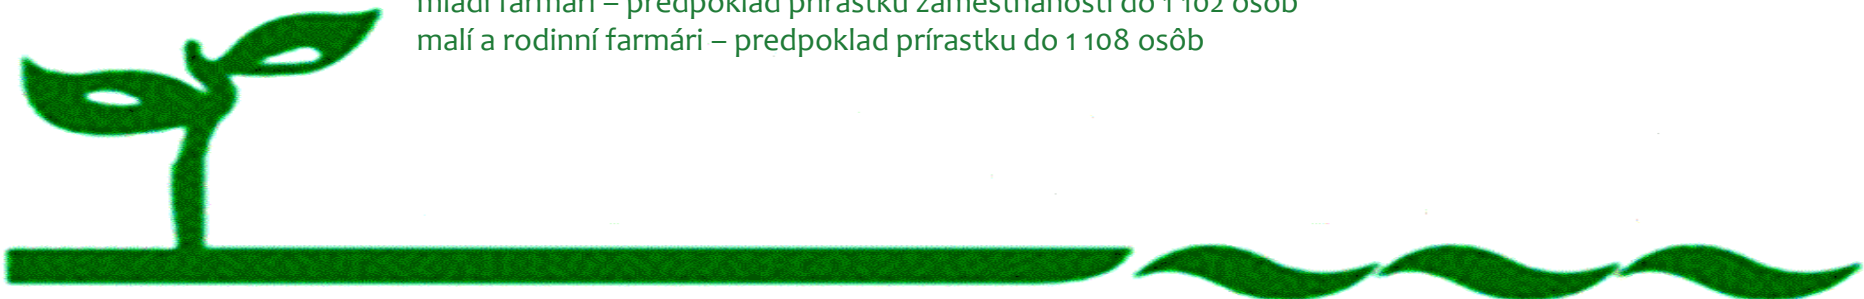 mladí farmári – predpoklad prírastku zamestnanosti do 1 102 osôb
malí a rodinní farmári – predpoklad prírastku do 1 108 osôb